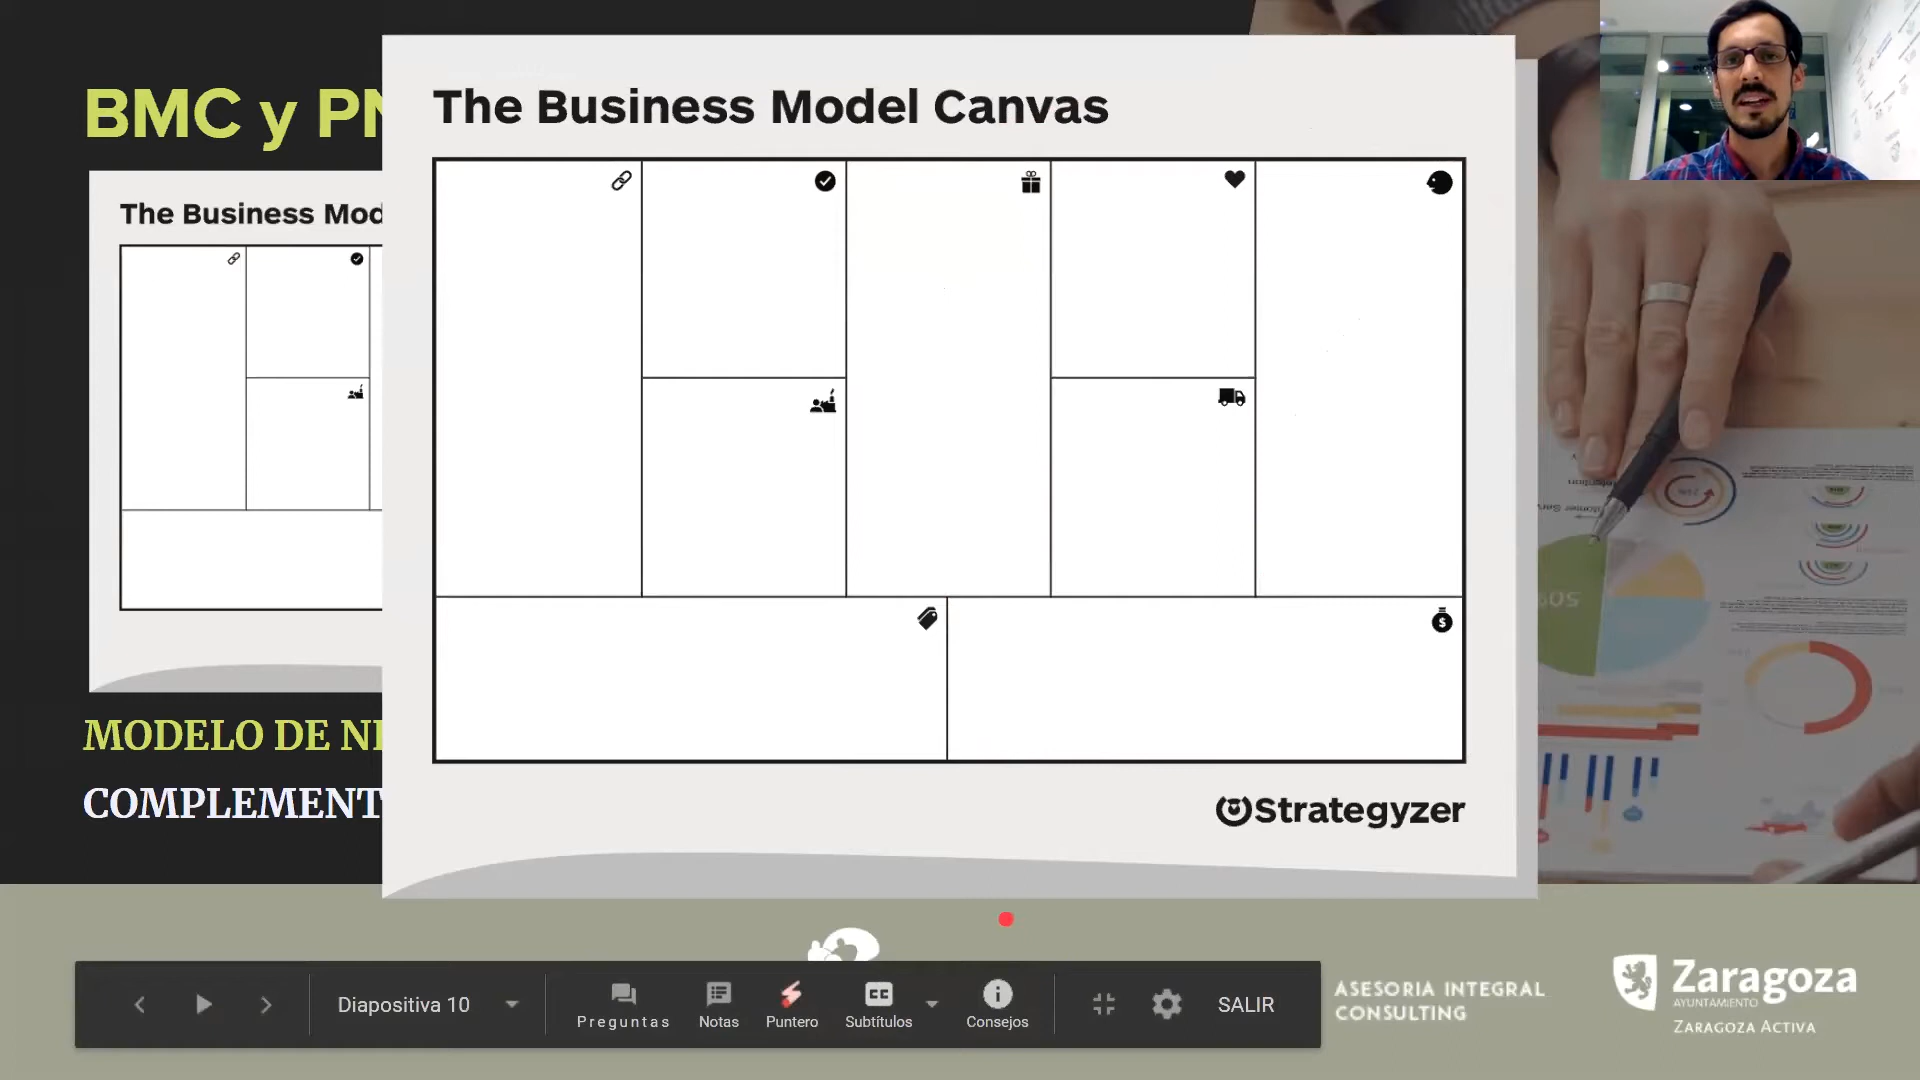 BMC y PN
The Business Mod
MODELO DE NE
COMPLEMENT
The Business Model Canvas
Strategyzer
Diapositiva 10
Preguntas
Notas
Puntero
Subtítulos
Consejos
SALIR
ASESORIA INTEGRAL
CONSULTING
Zaragoza
AYUNTAMIENTO
ZARAGOZA ACTIVA